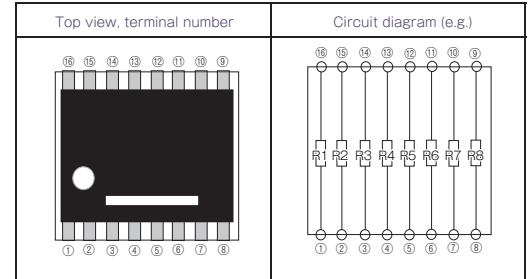 Top view, terminal number
Circuit diagram (e.g.)
⑯ ⑮ ⑭ ⑬ ⑫ ⑪ ⑩ ⑨
① ② ③ ④ ⑤ ⑥ ⑦ ⑧
⑯ ⑮ ⑭ ⑬ ⑫ ⑪ ⑩ ⑨
R1 R2 R3 R4 R5 R6 R7 R8
① ② ③ ④ ⑤ ⑥ ⑦ ⑧